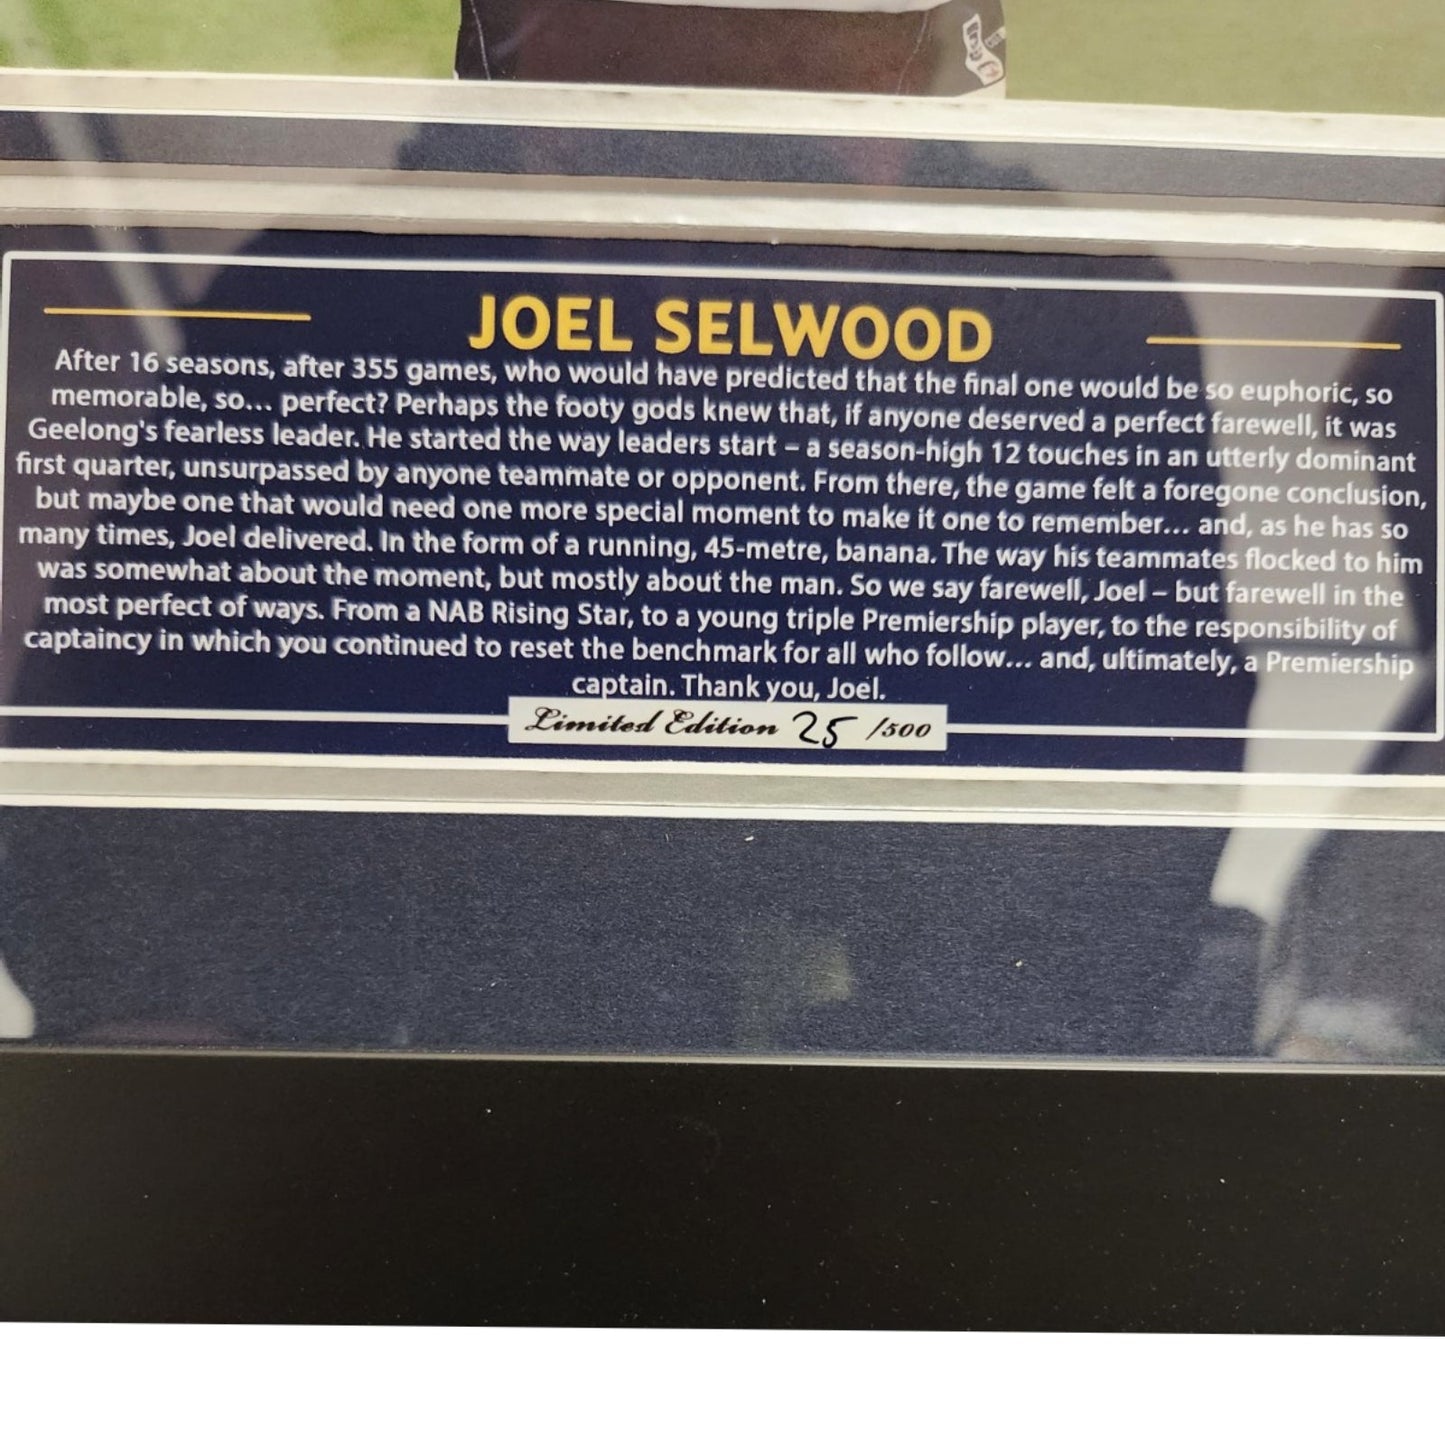 JOEL SELWOOD
After 16 seasons, after 355 games, who would have predicted that the final one would be so euphoric, so
memorable, so... perfect? Perhaps the footy gods knew that, if anyone deserved a perfect farewell, it was
Geelong's fearless leader. He started the way leaders start – a season-high 12 touches in an utterly dominant
first quarter, unsurpassed by anyone teammate or opponent. From there, the game felt a foregone conclusion,
but maybe one that would need one more special moment to make it one to remember... and, as he has so
many times, Joel delivered. In the form of a running, 45-metre, banana. The way his teammates flocked to him
was somewhat about the moment, but mostly about the man. So we say farewell, Joel – but farewell in the
most perfect of ways. From a NAB Rising Star, to a young triple Premiership player, to the responsibility of
captaincy in which you continued to reset the benchmark for all who follow... and, ultimately, a Premiership
captain. Thank you, Joel.
Limited Edition 25 /500